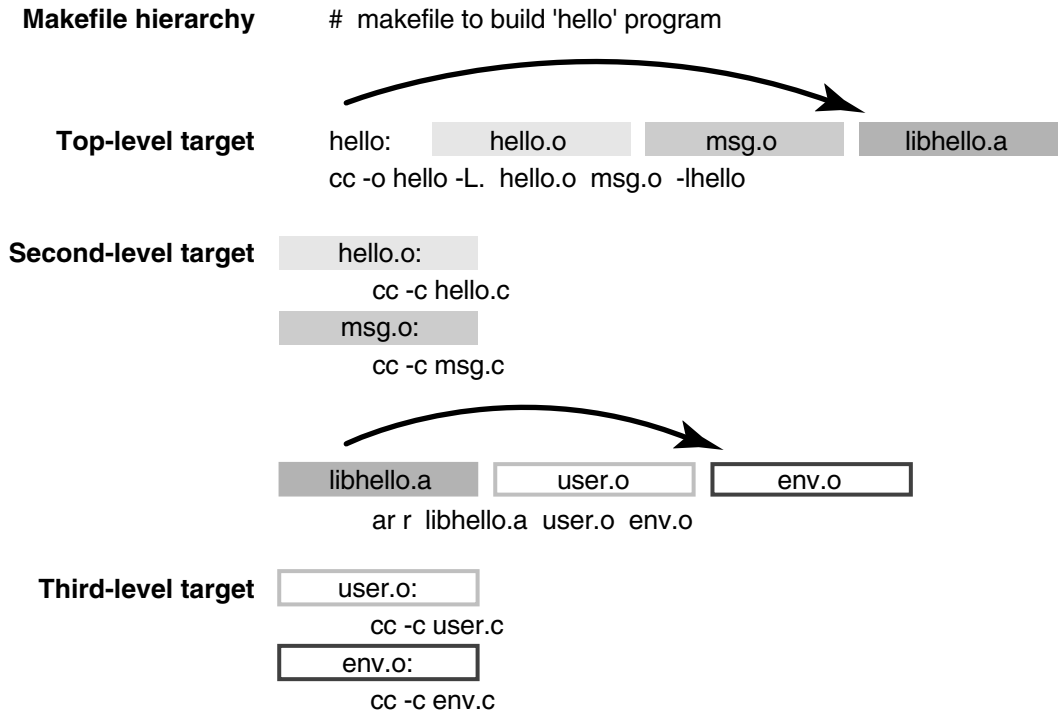 Makefile hierarchy # makefile to build 'hello' program
Top-level target hello: hello.o msg.o libhello.a
cc -o hello -L. hello.o msg.o -lhello
Second-level target hello.o:
cc -c hello.c
msg.o:
cc -c msg.c
libhello.a user.o env.o
ar r libhello.a user.o env.o
Third-level target user.o:
cc -c user.c
env.o:
cc -c env.c